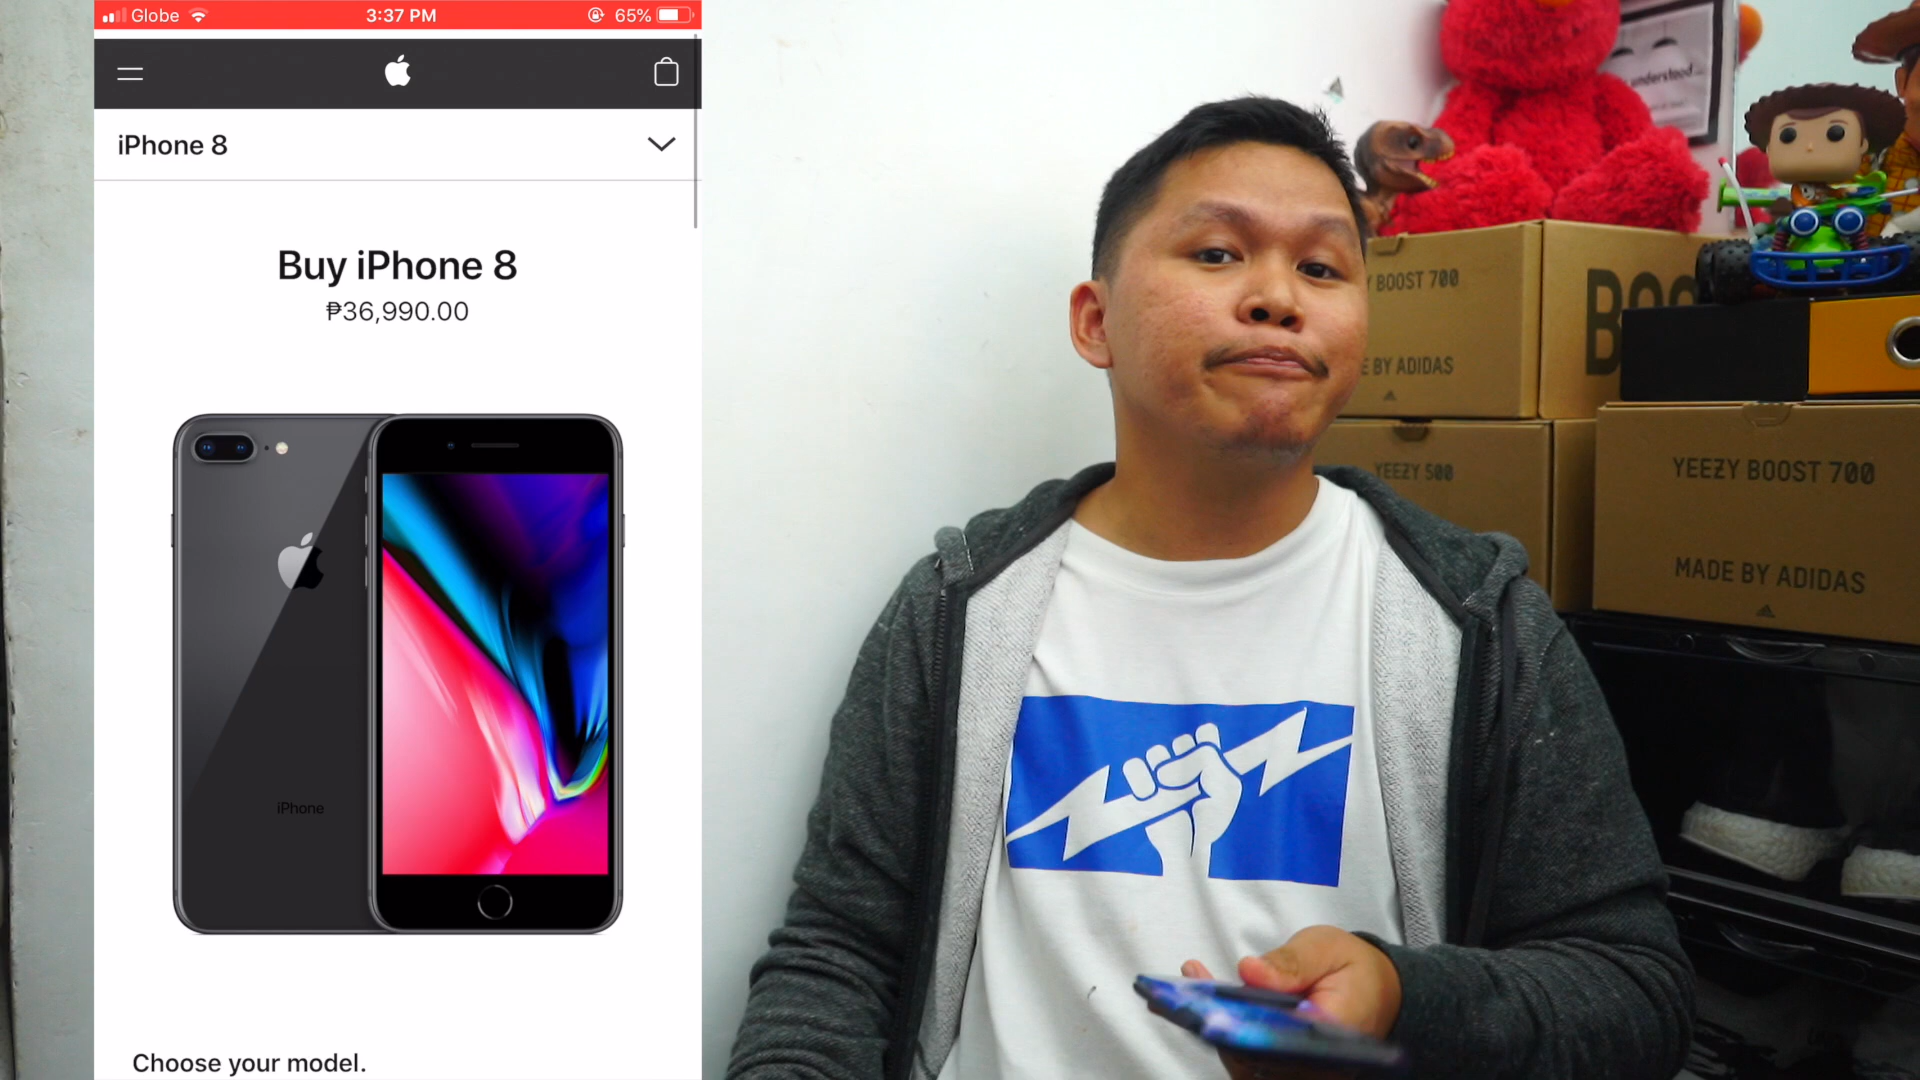 Globe
3:37 PM
65%
iPhone 8
Buy iPhone 8
₱36,990.00
iPhone
Choose your model.
understood...
BOOST 700
BY ADIDAS
YEEZY 500
YEEZY BOOST 700
MADE BY ADIDAS